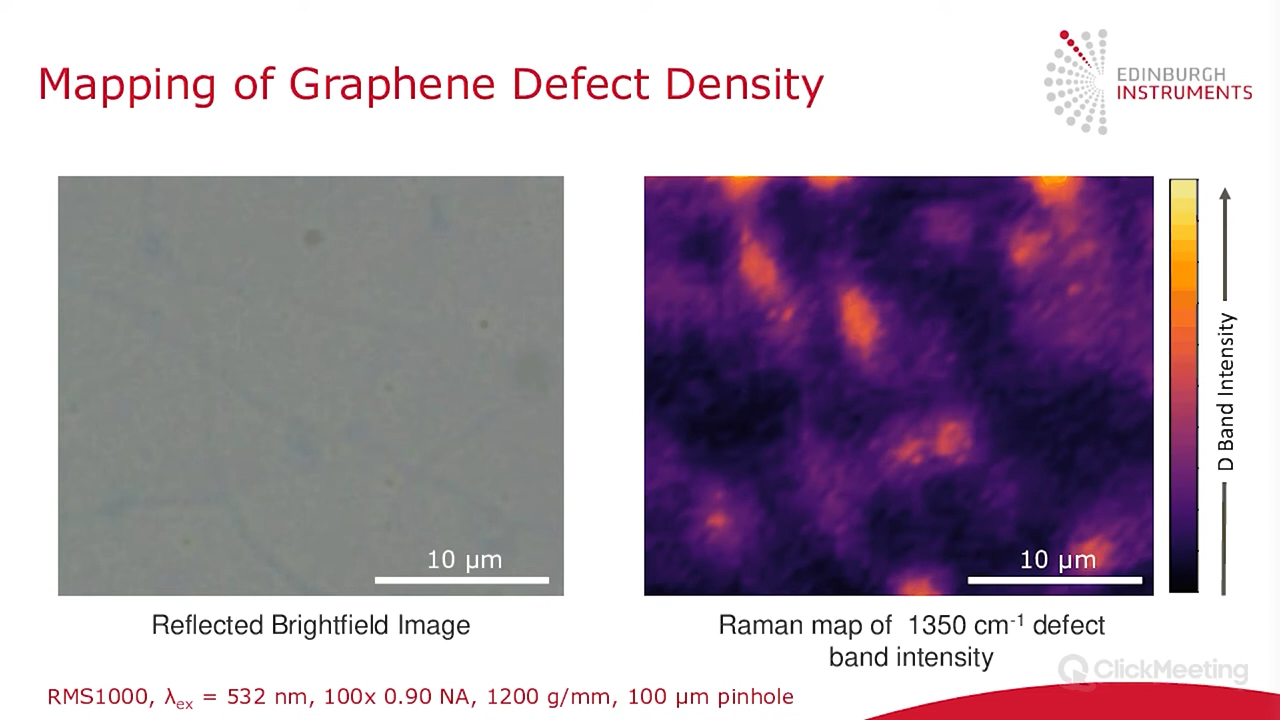 Mapping of Graphene Defect Density
EDINBURGH
INSTRUMENTS
10 µm
10 µm
D Band Intensity
Reflected Brightfield Image
Raman map of 1350 cm⁻¹ defect
band intensity
ClickMeeting
RMS1000, λₑₓ = 532 nm, 100x 0.90 NA, 1200 g/mm, 100 µm pinhole